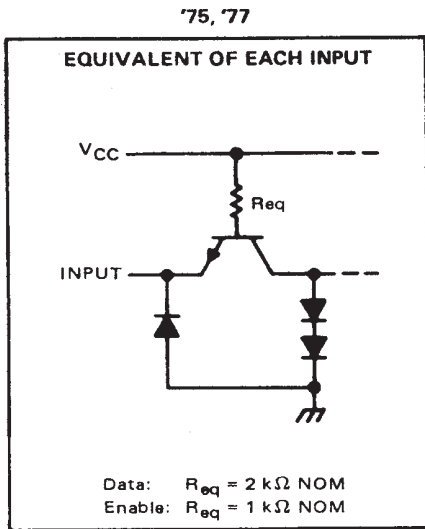 '75, '77
EQUIVALENT OF EACH INPUT
VCC
Req
INPUT
Data: Req = 2 kΩ NOM
Enable: Req = 1 kΩ NOM